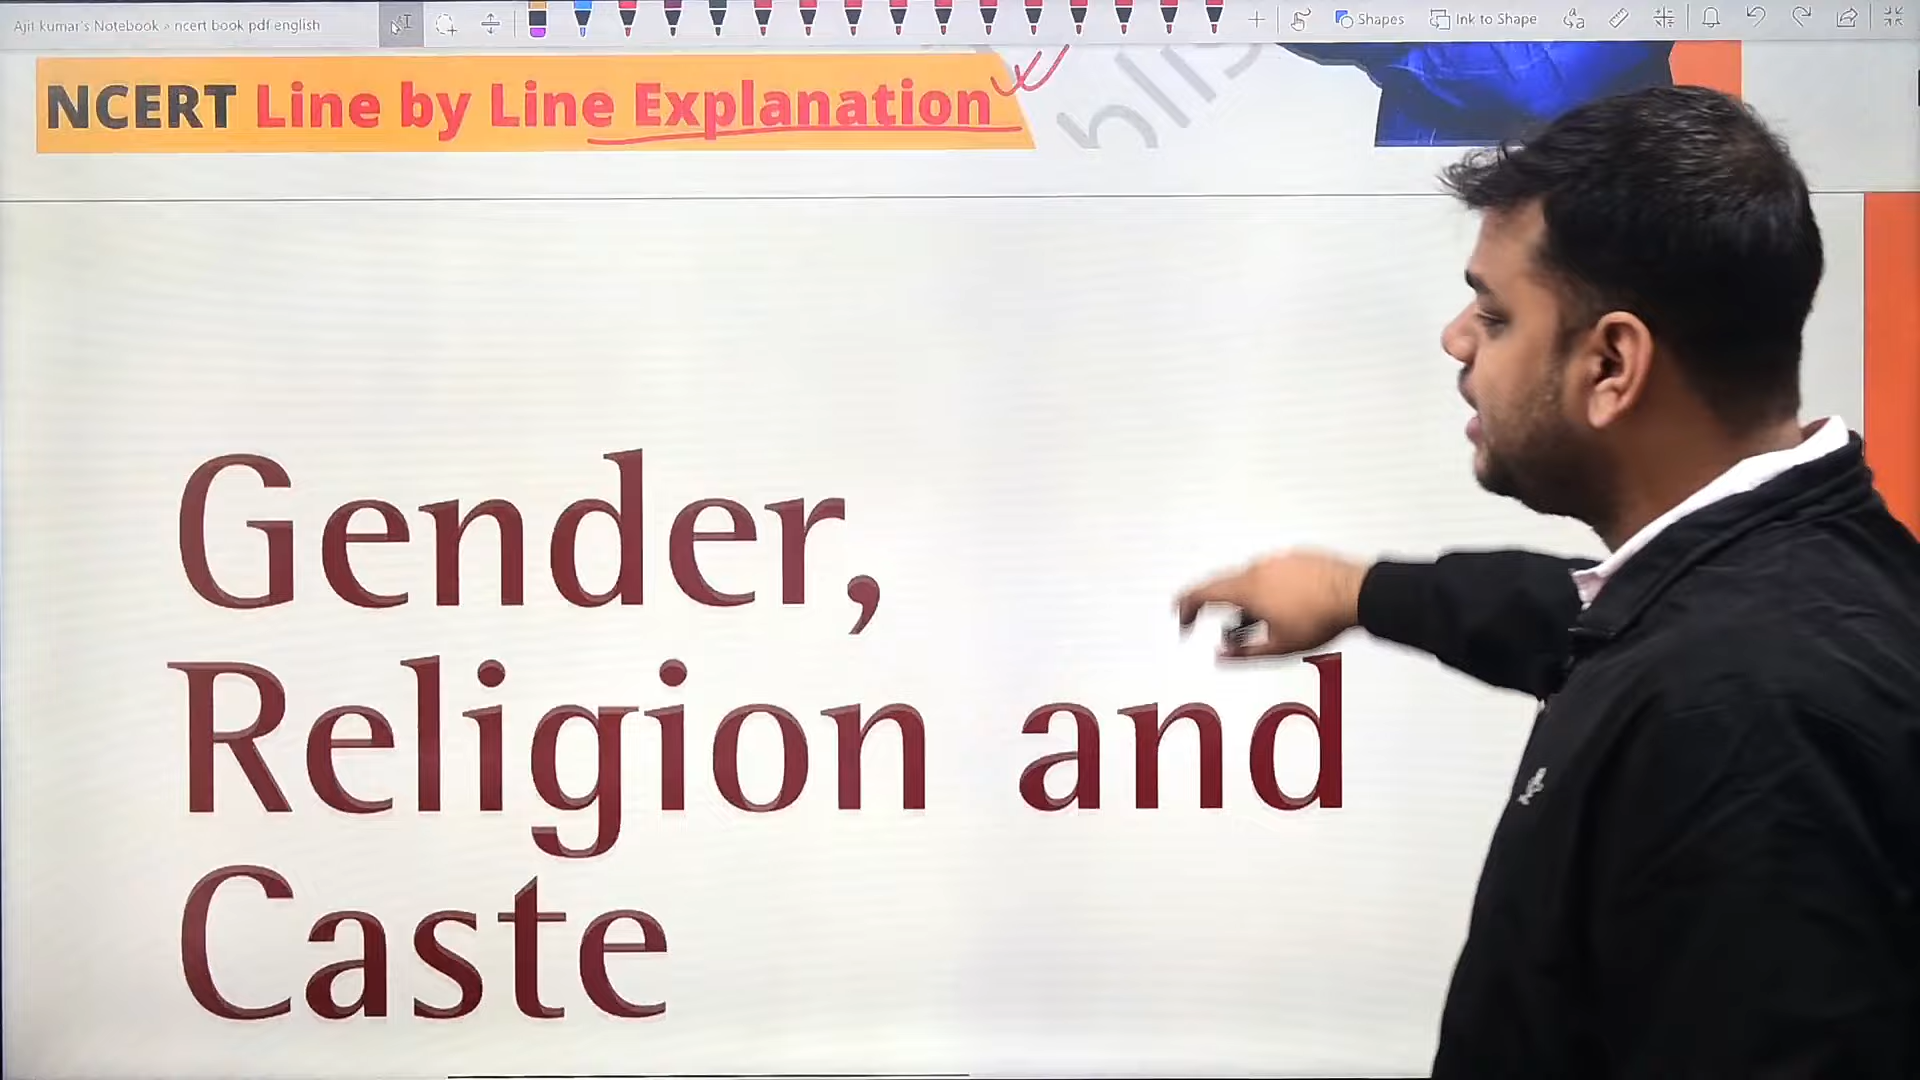 Ajit kumar's Notebook > ncert book pdf english
Shapes
Ink to Shape
NCERT Line by Line Explanation
Gender,
Religion and
Caste